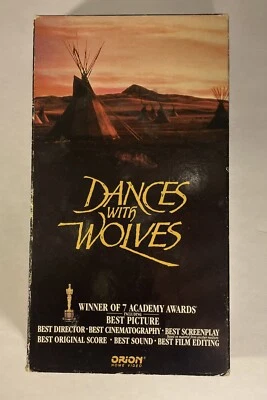 DANCES
WITH
WOLVES
WINNER OF 7 ACADEMY AWARDS
INCLUDING
BEST PICTURE
BEST DIRECTOR · BEST CINEMATOGRAPHY · BEST SCREENPLAY
BEST ORIGINAL SCORE · BEST SOUND · BEST FILM EDITING
ORION
HOME VIDEO